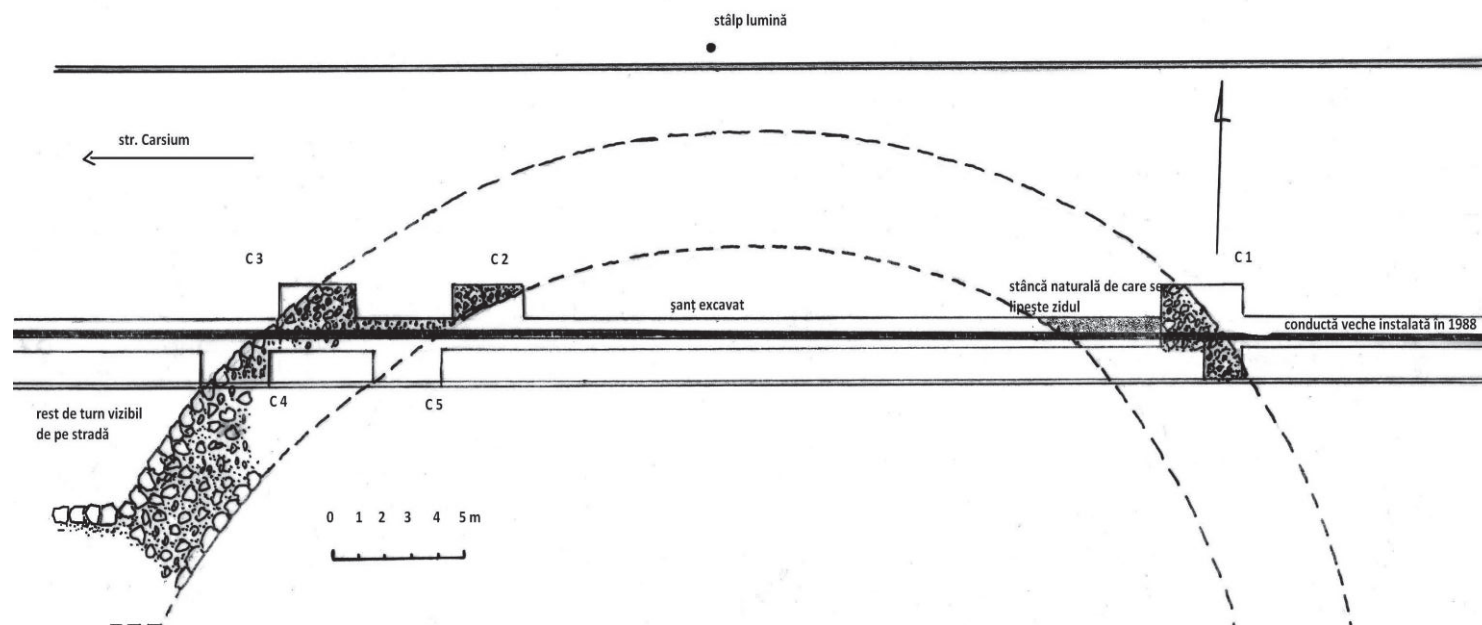 stâlp lumină
str. Carsium
C 3
C 2
C 1
stâncă naturală de care se
lipește zidul
șanț excavat
conductă veche instalată în 1988
rest de turn vizibil
de pe stradă
C 4
C 5
0 1 2 3 4 5 m